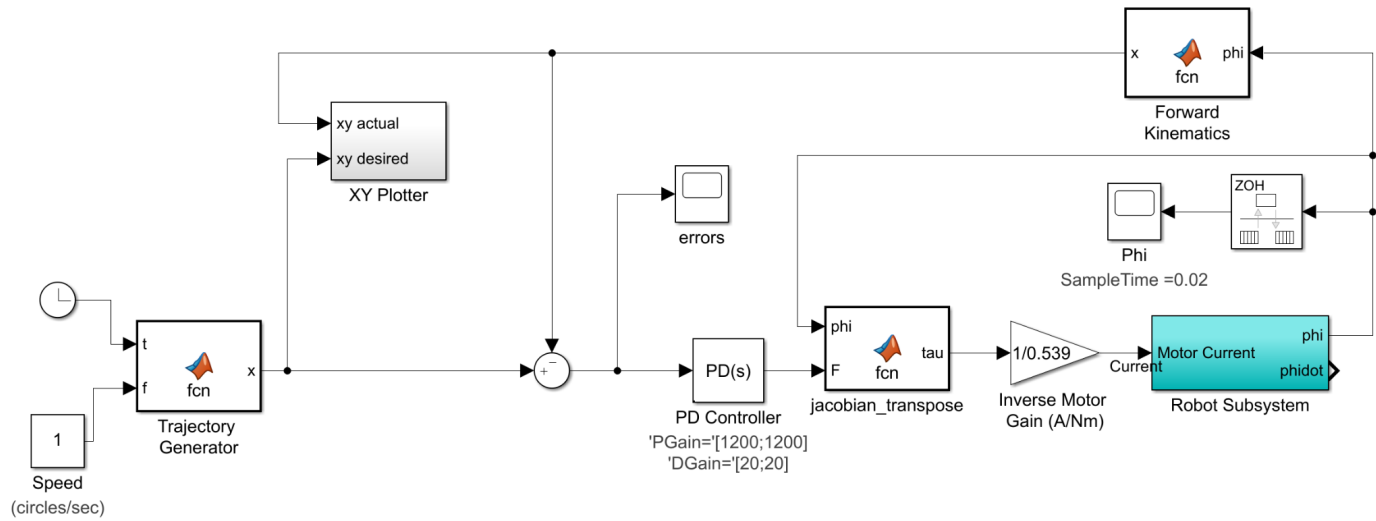 x
fcn
phi
Forward
Kinematics
xy actual
xy desired
XY Plotter
errors
ZOH
Phi
SampleTime =0.02
t
f
fcn
x
Trajectory
Generator
1
Speed
(circles/sec)
+
−
PD(s)
PD Controller
'PGain='[1200;1200]
'DGain='[20;20]
phi
F
fcn
tau
jacobian_transpose
1/0.539
Inverse Motor
Gain (A/Nm)
Current
Motor Current
phi
phidot
Robot Subsystem